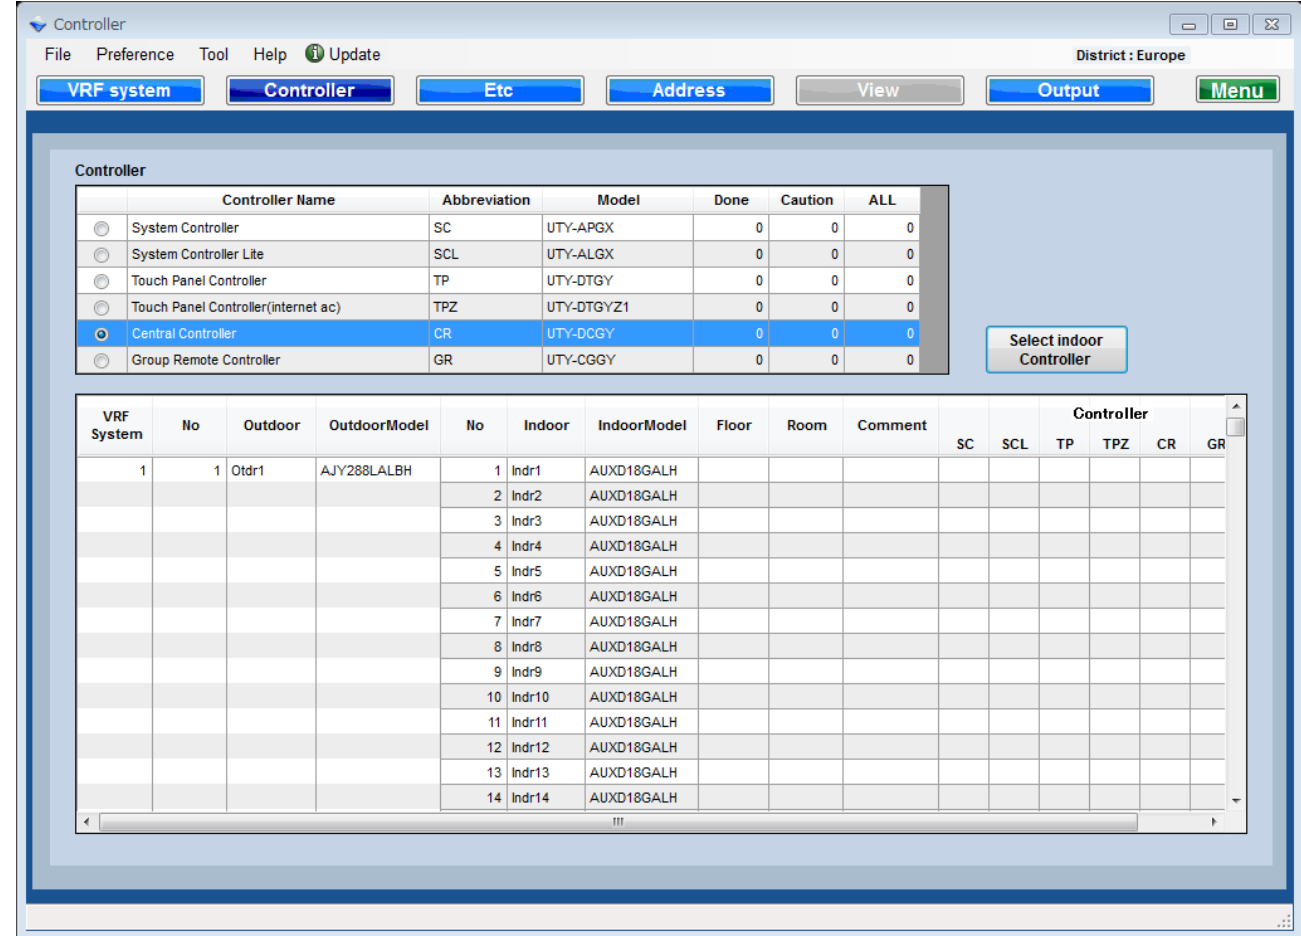 Controller
File Preference Tool Help Update
District : Europe
VRF system Controller Etc Address View Output Menu
Controller
Controller Name Abbreviation Model Done Caution ALL
System Controller SC UTY-APGX 0 0 0
System Controller Lite SCL UTY-ALGX 0 0 0
Touch Panel Controller TP UTY-DTGY 0 0 0
Touch Panel Controller(internet ac) TPZ UTY-DTGYZ1 0 0 0
Central Controller CR UTY-DCGY 0 0 0
Group Remote Controller GR UTY-CGGY 0 0 0
Select indoor
Controller
VRF
System No Outdoor OutdoorModel No Indoor IndoorModel Floor Room Comment Controller
SC SCL TP TPZ CR GR
1 1 Otdr1 AJY288LALBH 1 Indr1 AUXD18GALH
2 Indr2 AUXD18GALH
3 Indr3 AUXD18GALH
4 Indr4 AUXD18GALH
5 Indr5 AUXD18GALH
6 Indr6 AUXD18GALH
7 Indr7 AUXD18GALH
8 Indr8 AUXD18GALH
9 Indr9 AUXD18GALH
10 Indr10 AUXD18GALH
11 Indr11 AUXD18GALH
12 Indr12 AUXD18GALH
13 Indr13 AUXD18GALH
14 Indr14 AUXD18GALH